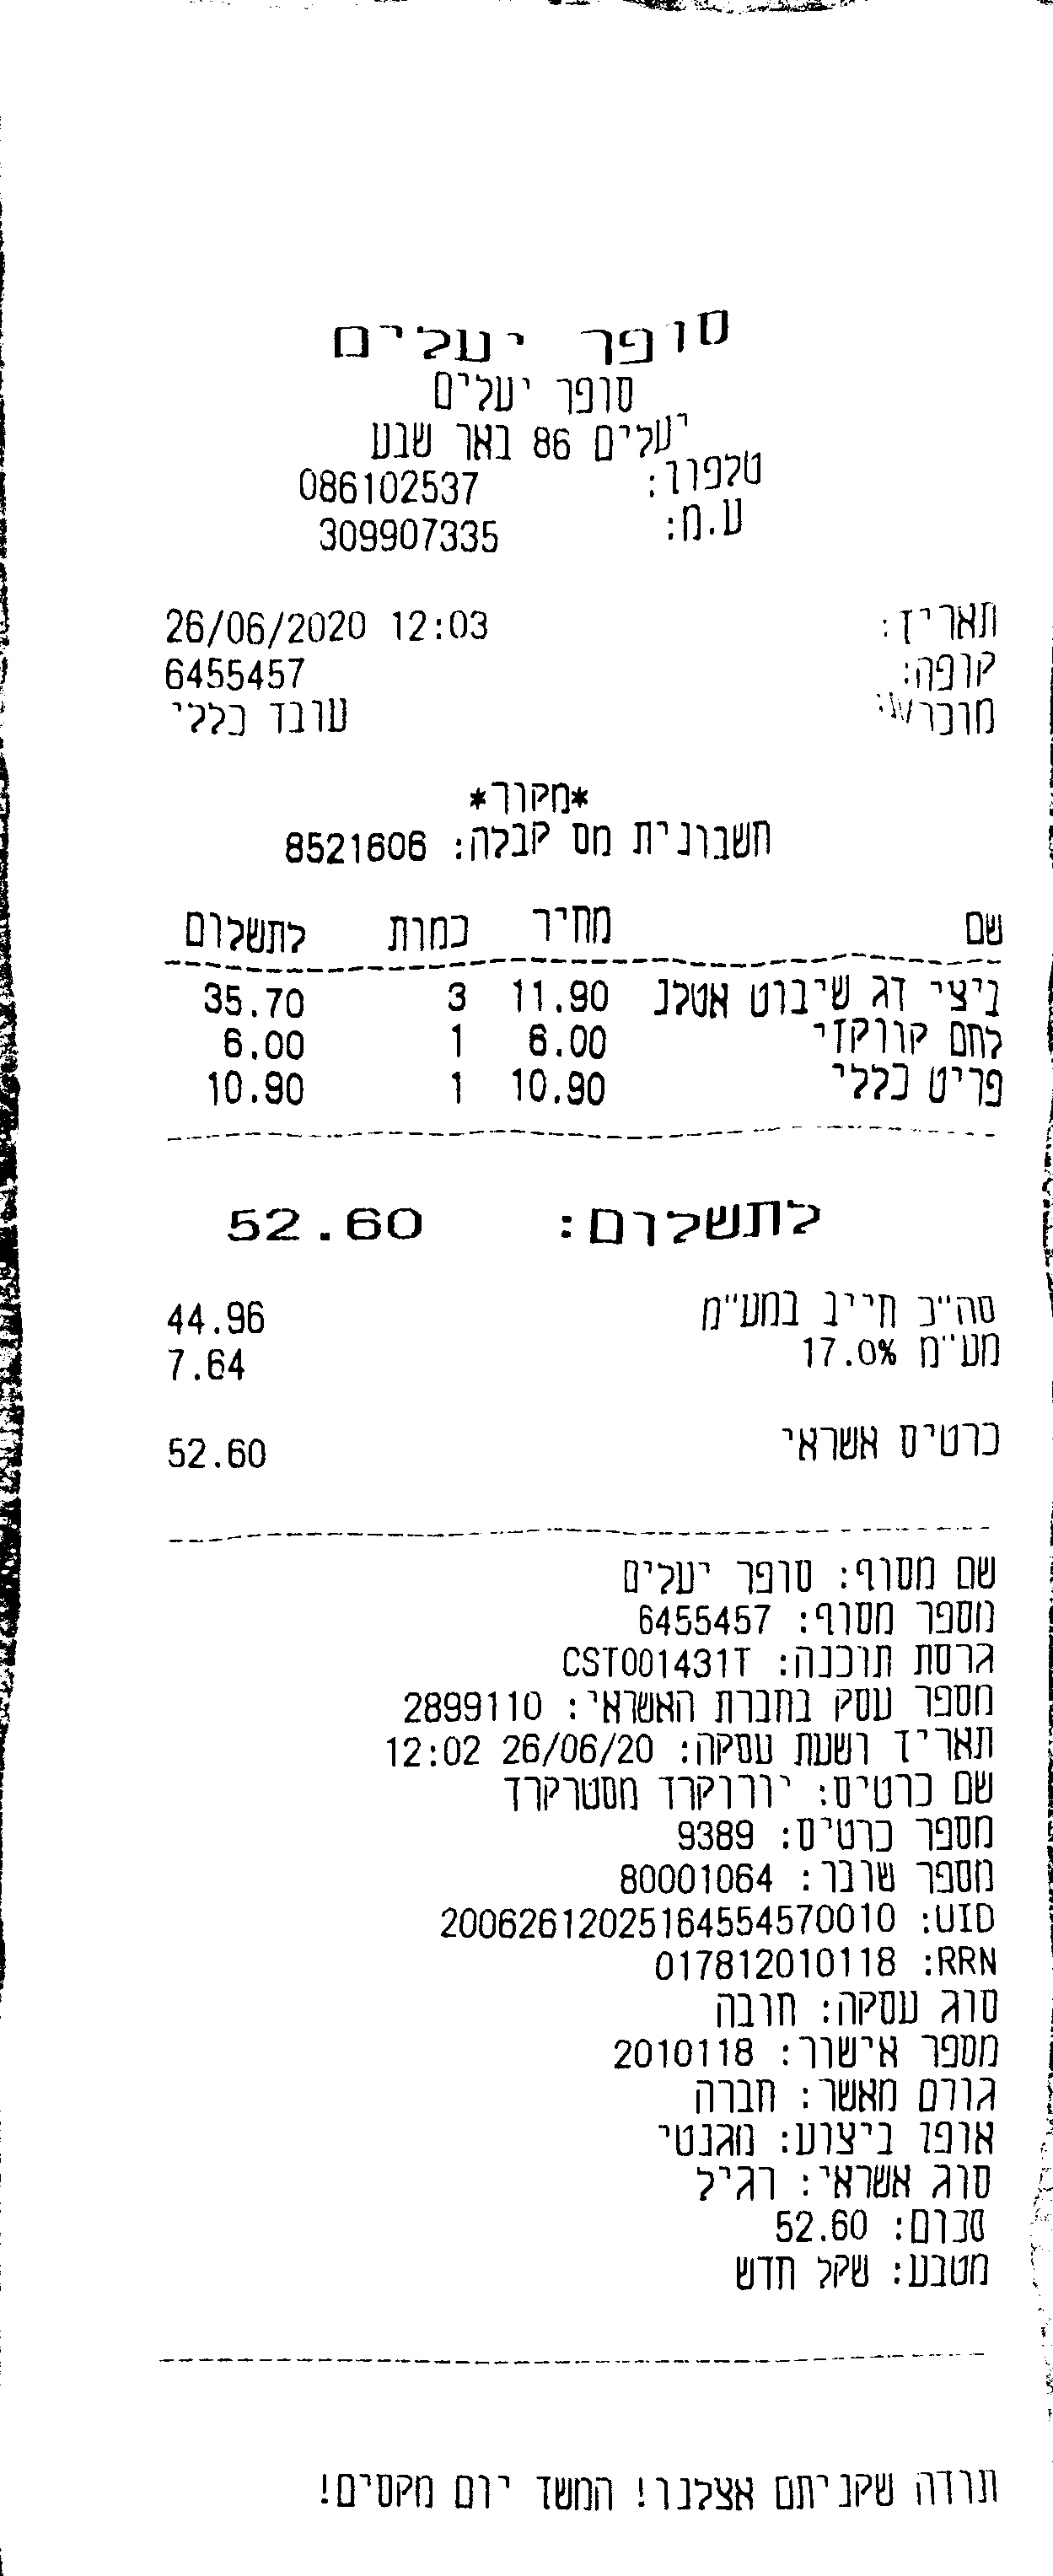 סופר יעלים
סופר יעלים
יעלים 86 באר שבע
טלפון: 086102537
ע.מ: 309907335
תאריך: 26/06/2020 12:03
קופה: 6455457
מוכר/ש: עובד כללי
*מקור*
חשבונית מס קבלה: 8521606
שם מחיר כמות לתשלום
ביצי דג שיבוט אטלנ 11.90 3 35.70
לחם קווקזי 6.00 1 6.00
פריט כללי 10.90 1 10.90
לתשלום: 52.60
סה"כ חייב במע"מ 44.96
מע"מ 17.0% 7.64
כרטיס אשראי 52.60
שם מסוף: סופר יעלים
מספר מסוף: 6455457
גרסת תוכנה: CST001431T
מספר עסק בחברת האשראי: 2899110
תאריך ושעת עסקה: 26/06/20 12:02
שם כרטיס: יורוקרד מסטרקרד
מספר כרטיס: 9389
מספר שובר: 80001064
UID: 20062612025164554570010
RRN: 017812010118
סוג עסקה: חובה
מספר אישור: 2010118
גורם מאשר: חברה
אופן ביצוע: מגנטי
סוג אשראי: רגיל
סכום: 52.60
מטבע: שקל חדש
תודה שקניתם אצלנו! המשך יום מקסים!